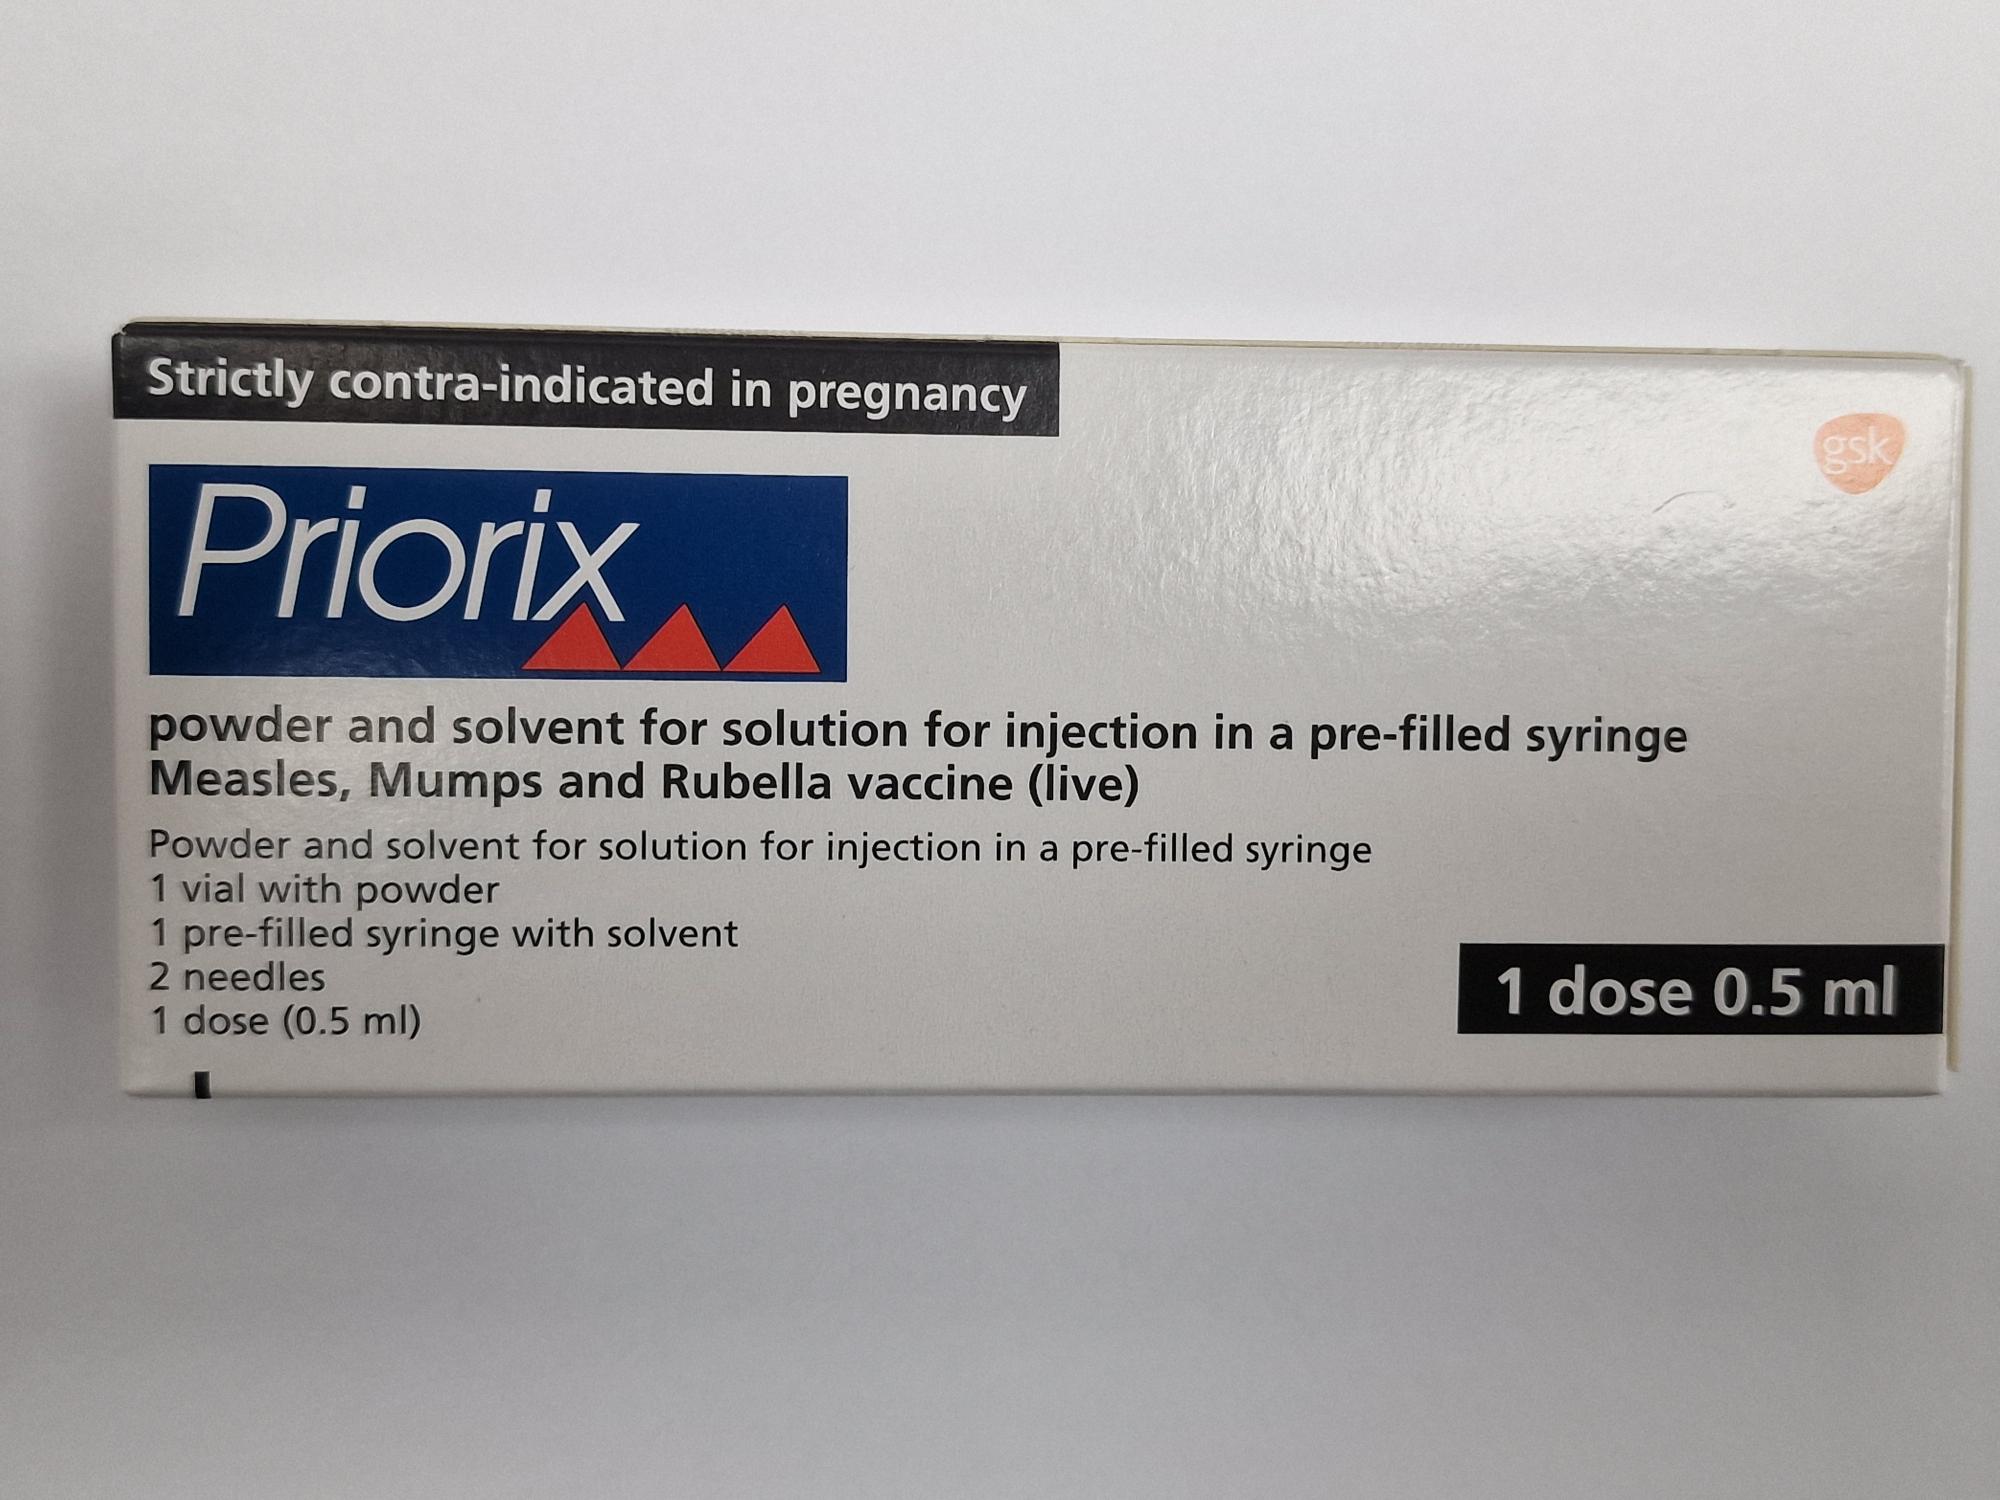 Strictly contra-indicated in pregnancy
gsk
Priorix
powder and solvent for solution for injection in a pre-filled syringe
Measles, Mumps and Rubella vaccine (live)
Powder and solvent for solution for injection in a pre-filled syringe
1 vial with powder
1 pre-filled syringe with solvent
2 needles
1 dose (0.5 ml)
1 dose 0.5 ml